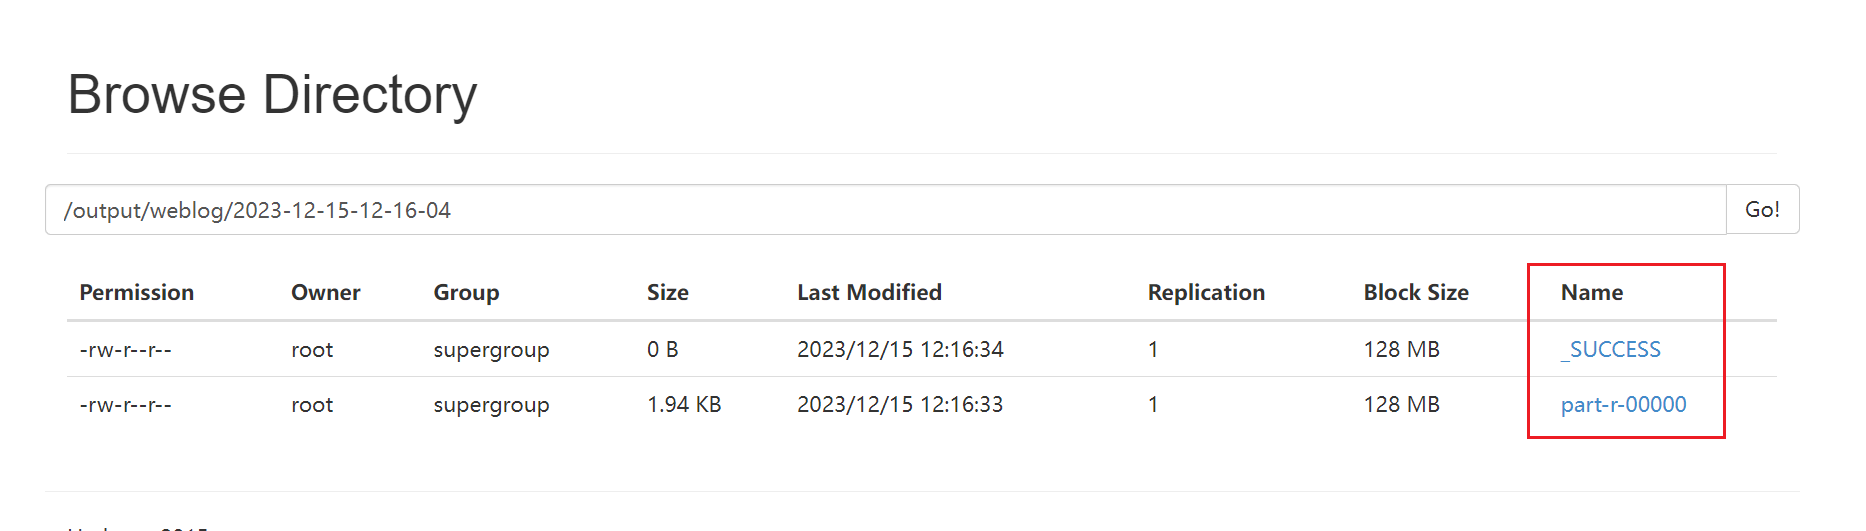 Browse Directory
/output/weblog/2023-12-15-12-16-04 Go!
Permission Owner Group Size Last Modified Replication Block Size Name
-rw-r--r-- root supergroup 0 B 2023/12/15 12:16:34 1 128 MB _SUCCESS
-rw-r--r-- root supergroup 1.94 KB 2023/12/15 12:16:33 1 128 MB part-r-00000